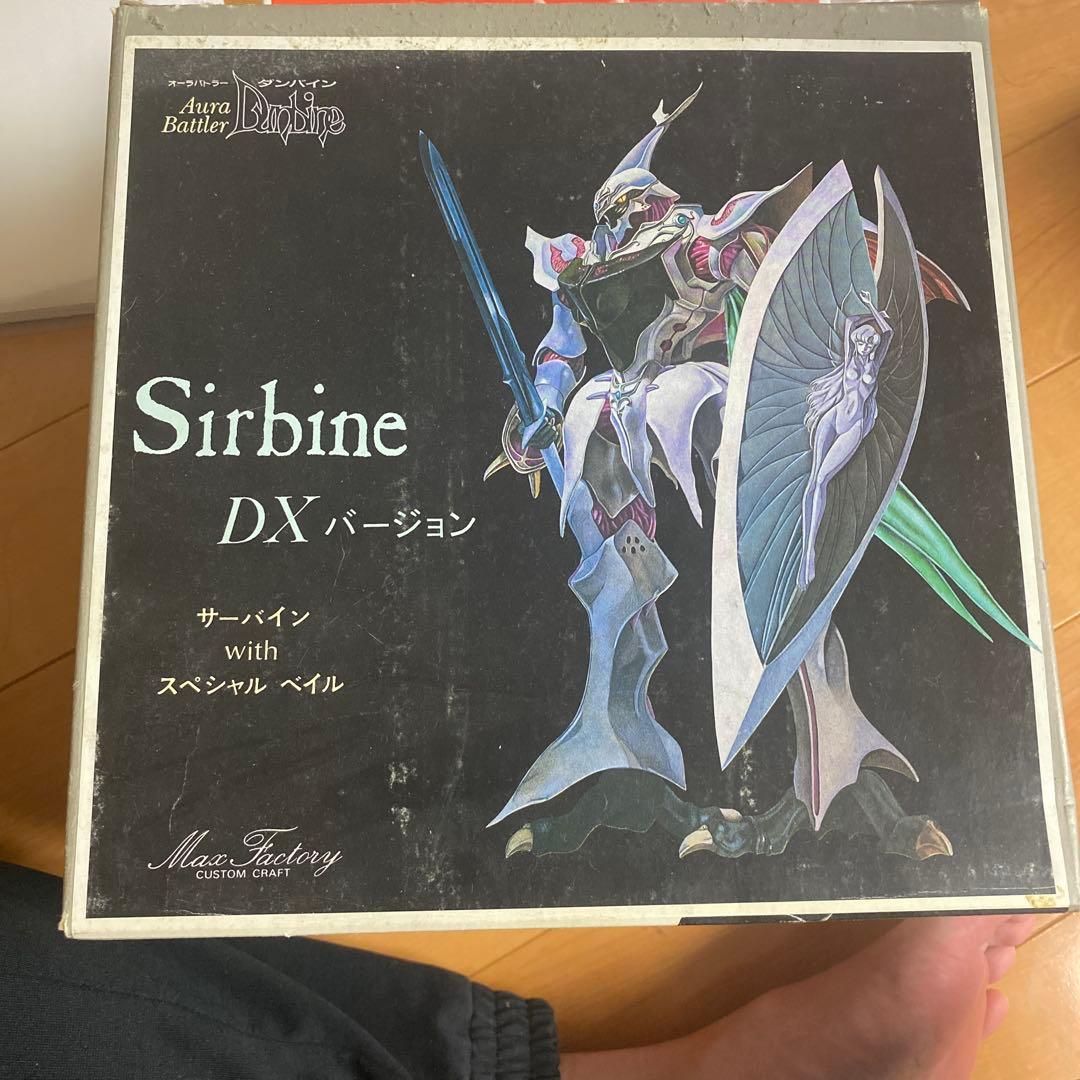 オーラバトラー ダンバイン
Aura
Battler Dunbine
Sirbine
DX バージョン
サーバイン
with
スペシャル ベイル
Max Factory
CUSTOM CRAFT